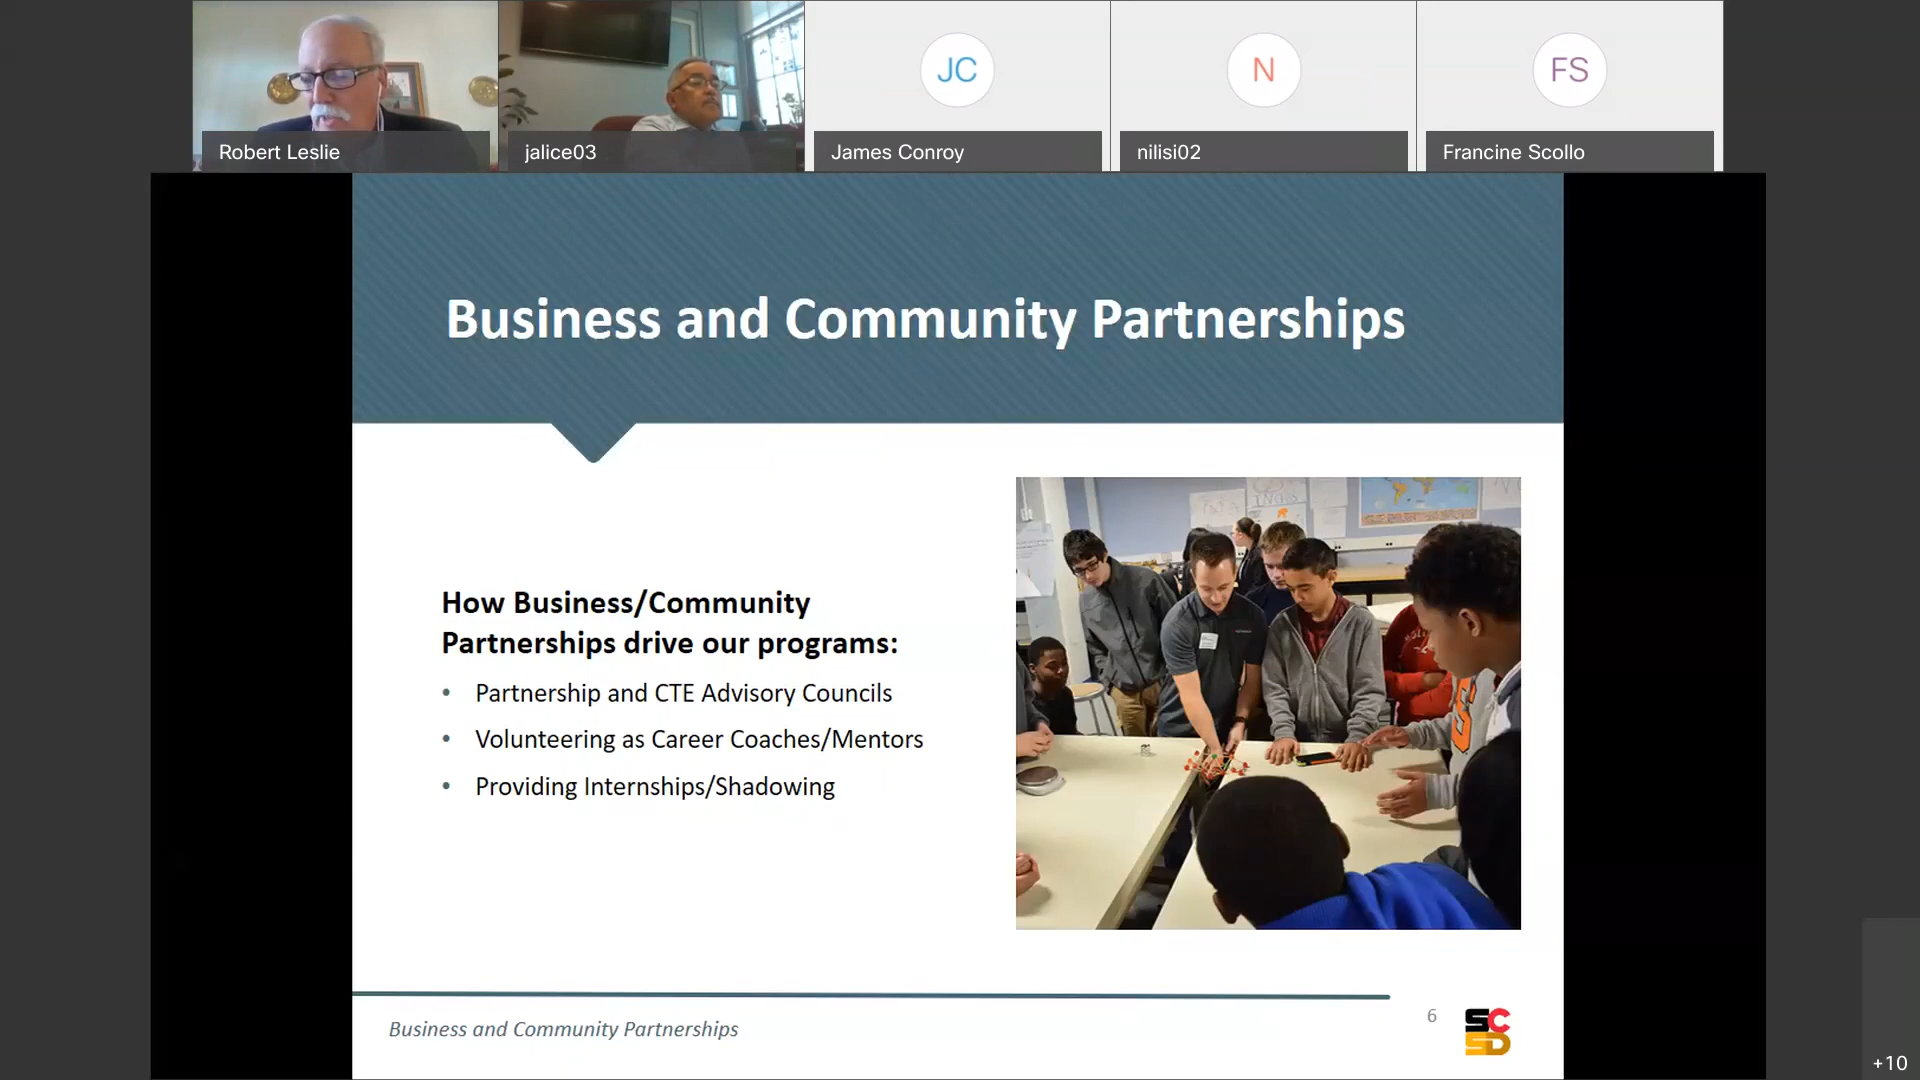 JC
N
FS
Robert Leslie
jalice03
James Conroy
nilisi02
Francine Scollo
Business and Community Partnerships
How Business/Community
Partnerships drive our programs:
• Partnership and CTE Advisory Councils
• Volunteering as Career Coaches/Mentors
• Providing Internships/Shadowing
Business and Community Partnerships
6
SC
SD
+10